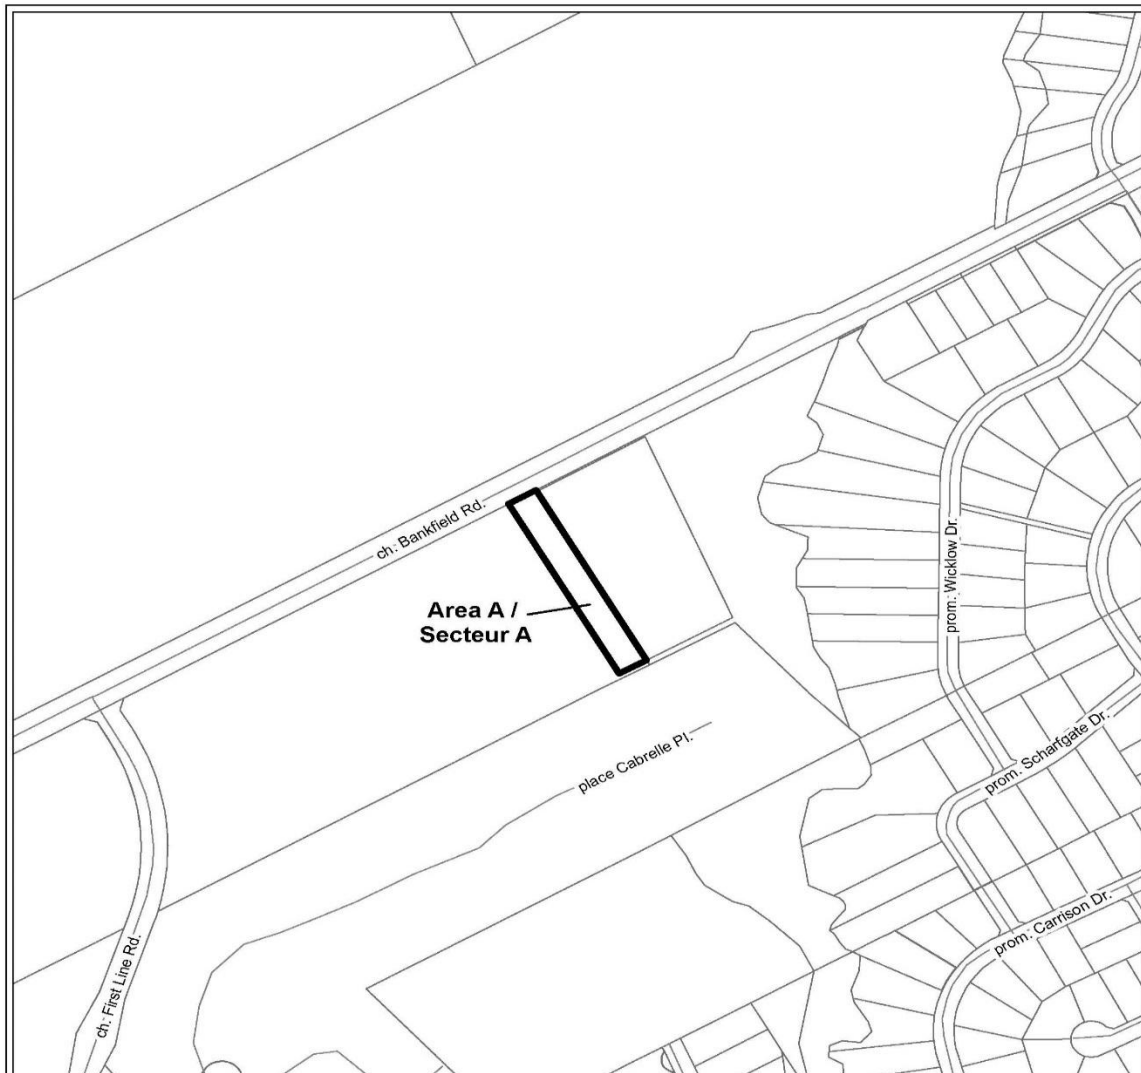 ch. Bankfield Rd.
Area A /
Secteur A
prom. Wicklow Dr.
place Cabrelle Pl.
prom. Scharfgate Dr.
prom. Carrison Dr.
ch. First Line Rd.